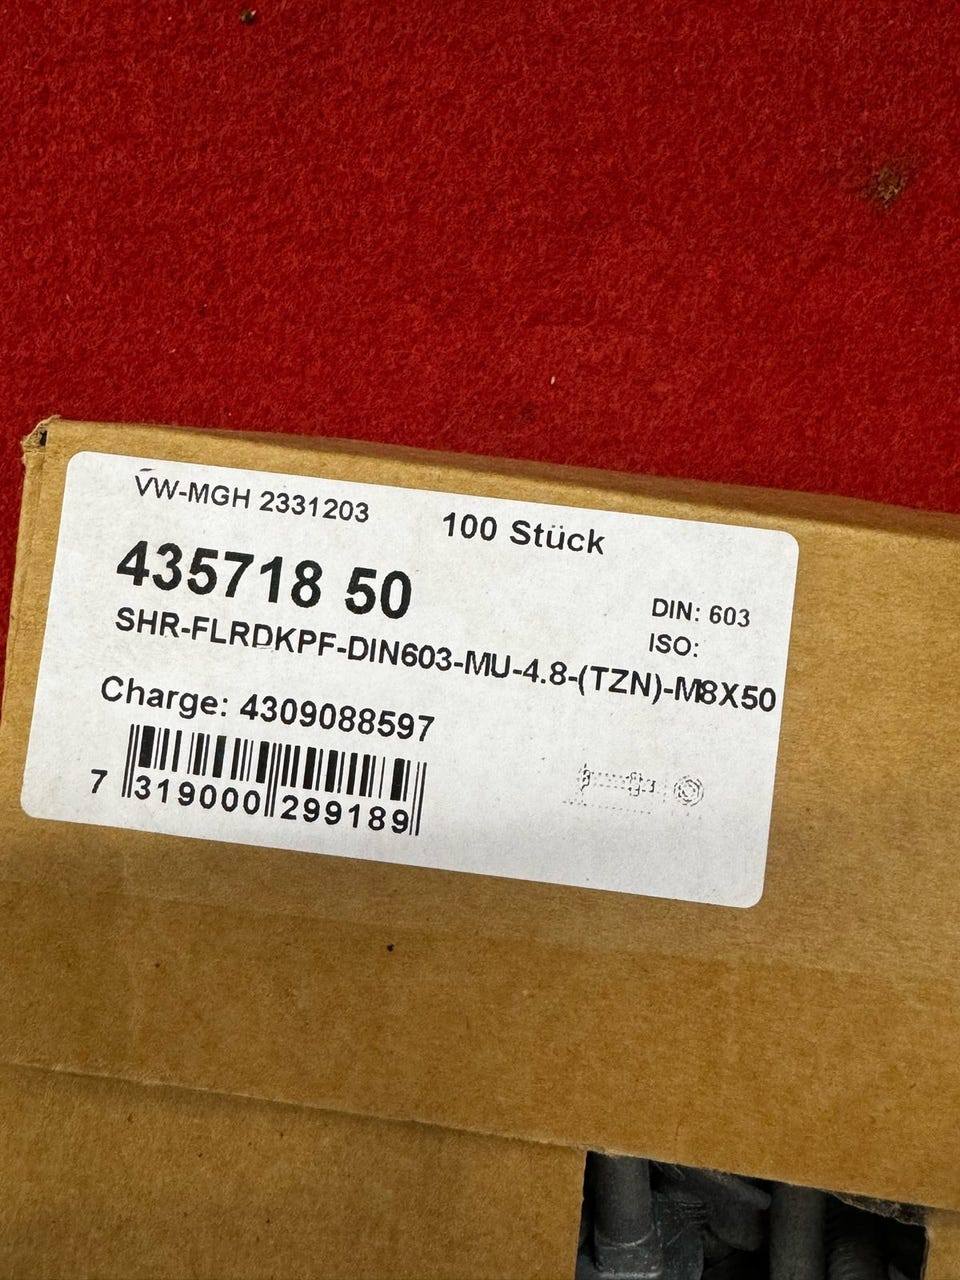 VW-MGH 2331203
100 Stück
435718 50
DIN: 603
ISO:
SHR-FLRDKPF-DIN603-MU-4.8-(TZN)-M8X50
Charge: 4309088597
7 319000 299189